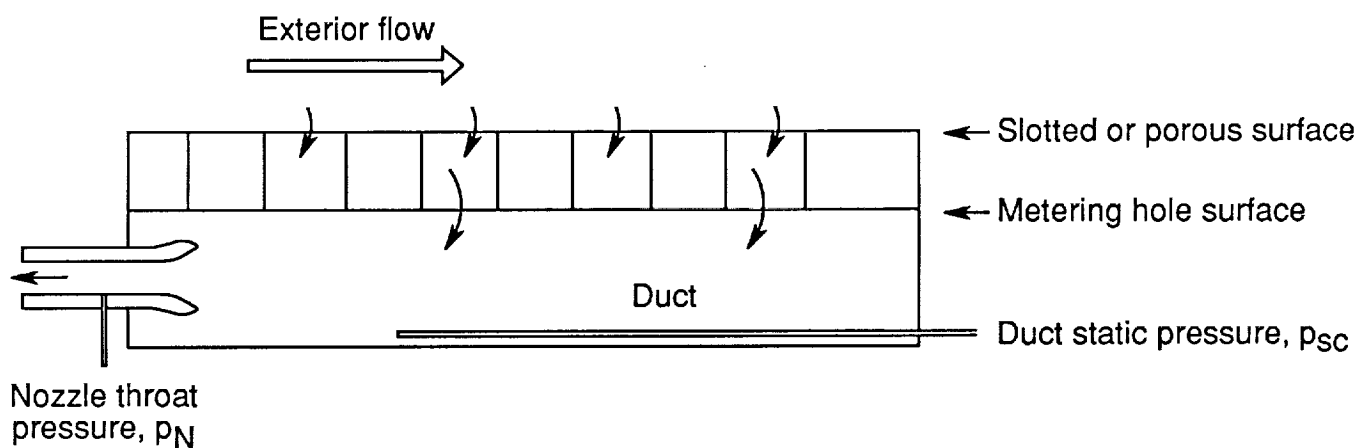 Exterior flow
Slotted or porous surface
Metering hole surface
Duct
Duct static pressure, pSC
Nozzle throat
pressure, pN